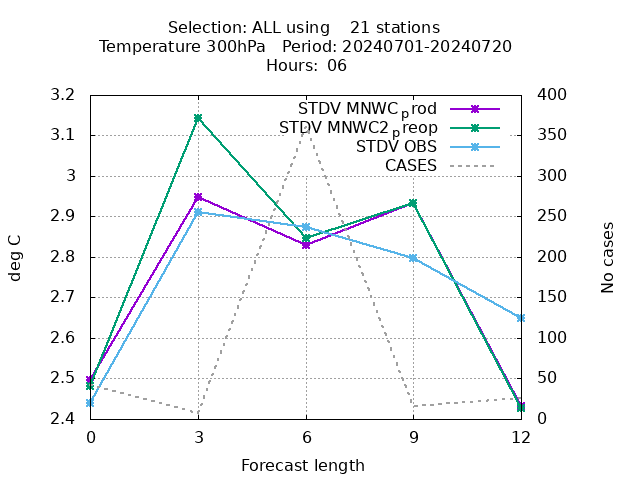 Selection: ALL using    21 stations
Temperature 300hPa   Period: 20240701-20240720
Hours:  06
3.2
3.1
3
2.9
2.8
2.7
2.6
2.5
2.4
deg C
STDV MNWC_prod
STDV MNWC2_preop
STDV OBS
CASES
400
350
300
250
200
150
100
50
0
No cases
0 3 6 9 12
Forecast length